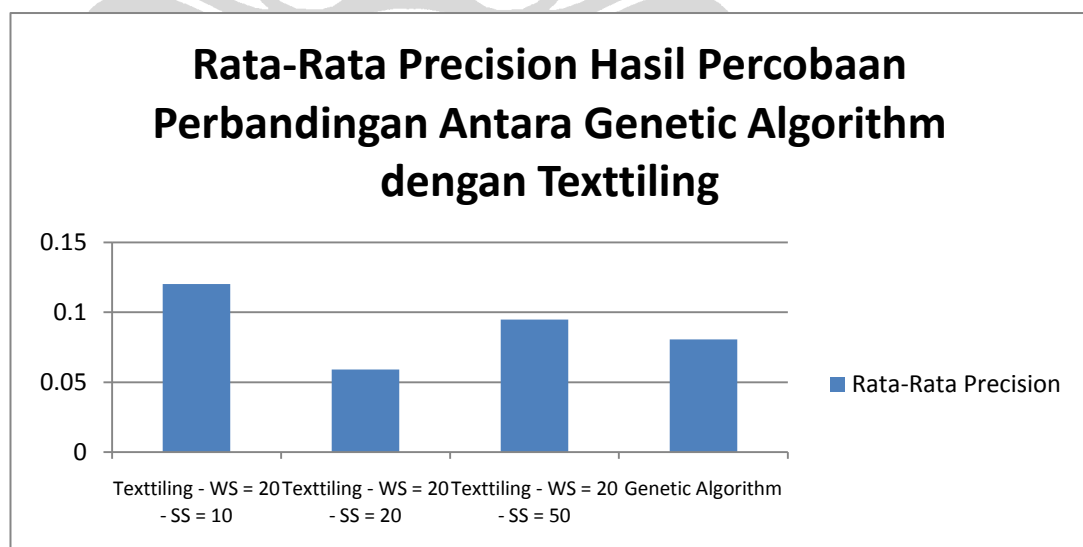 Rata-Rata Precision Hasil Percobaan
Perbandingan Antara Genetic Algorithm
dengan Texttiling
0.15
0.1
0.05
0
Rata-Rata Precision
Texttiling - WS = 20 Texttiling - WS = 20 Texttiling - WS = 20 Genetic Algorithm
- SS = 10 - SS = 20 - SS = 50